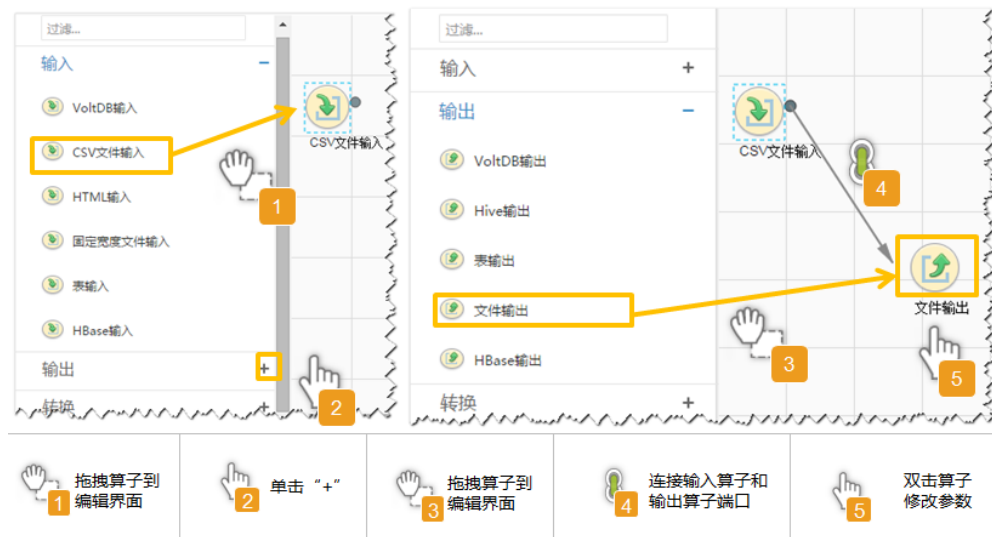 过滤...
输入
−
VoltDB输入
CSV文件输入
HTML输入
固定宽度文件输入
表输入
HBase输入
输出
+
转换
+
CSV文件输入
1
2
过滤...
输入
+
输出
−
VoltDB输出
Hive输出
表输出
文件输出
HBase输出
转换
+
CSV文件输入
4
文件输出
3
5
1
拖拽算子到
编辑界面
2
单击“+”
3
拖拽算子到
编辑界面
4
连接输入算子和
输出算子端口
5
双击算子
修改参数